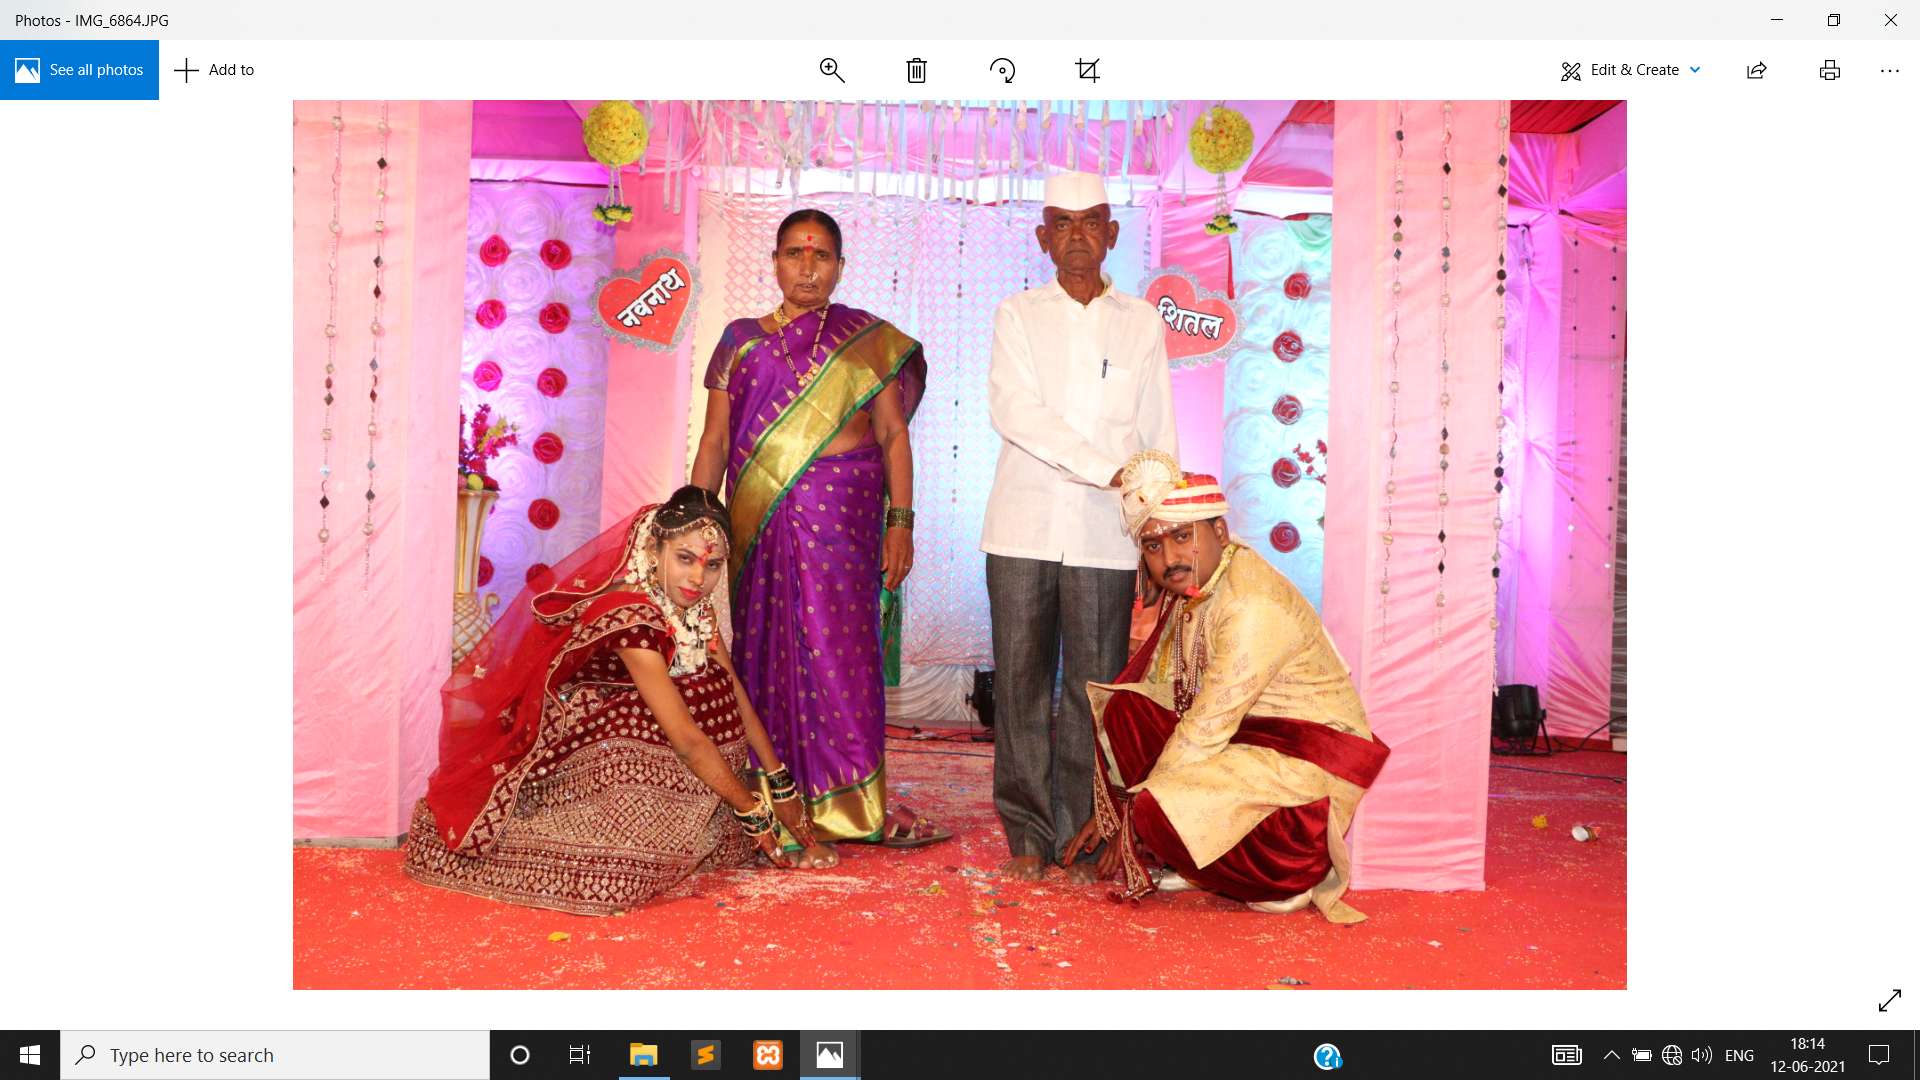 Photos - IMG_6864.JPG
See all photos
Add to
Edit & Create
नवनाथ
शितल
Type here to search
ENG
18:14
12-06-2021